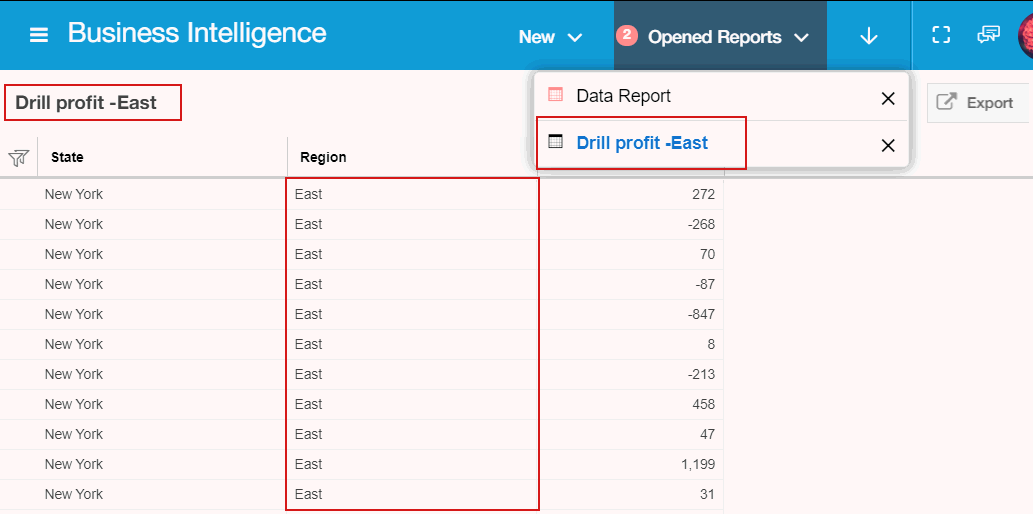 Business Intelligence
New
2 Opened Reports
Drill profit -East
Data Report
Drill profit -East
Export
State Region
New York East 272
New York East -268
New York East 70
New York East -87
New York East -847
New York East 8
New York East -213
New York East 458
New York East 47
New York East 1,199
New York East 31